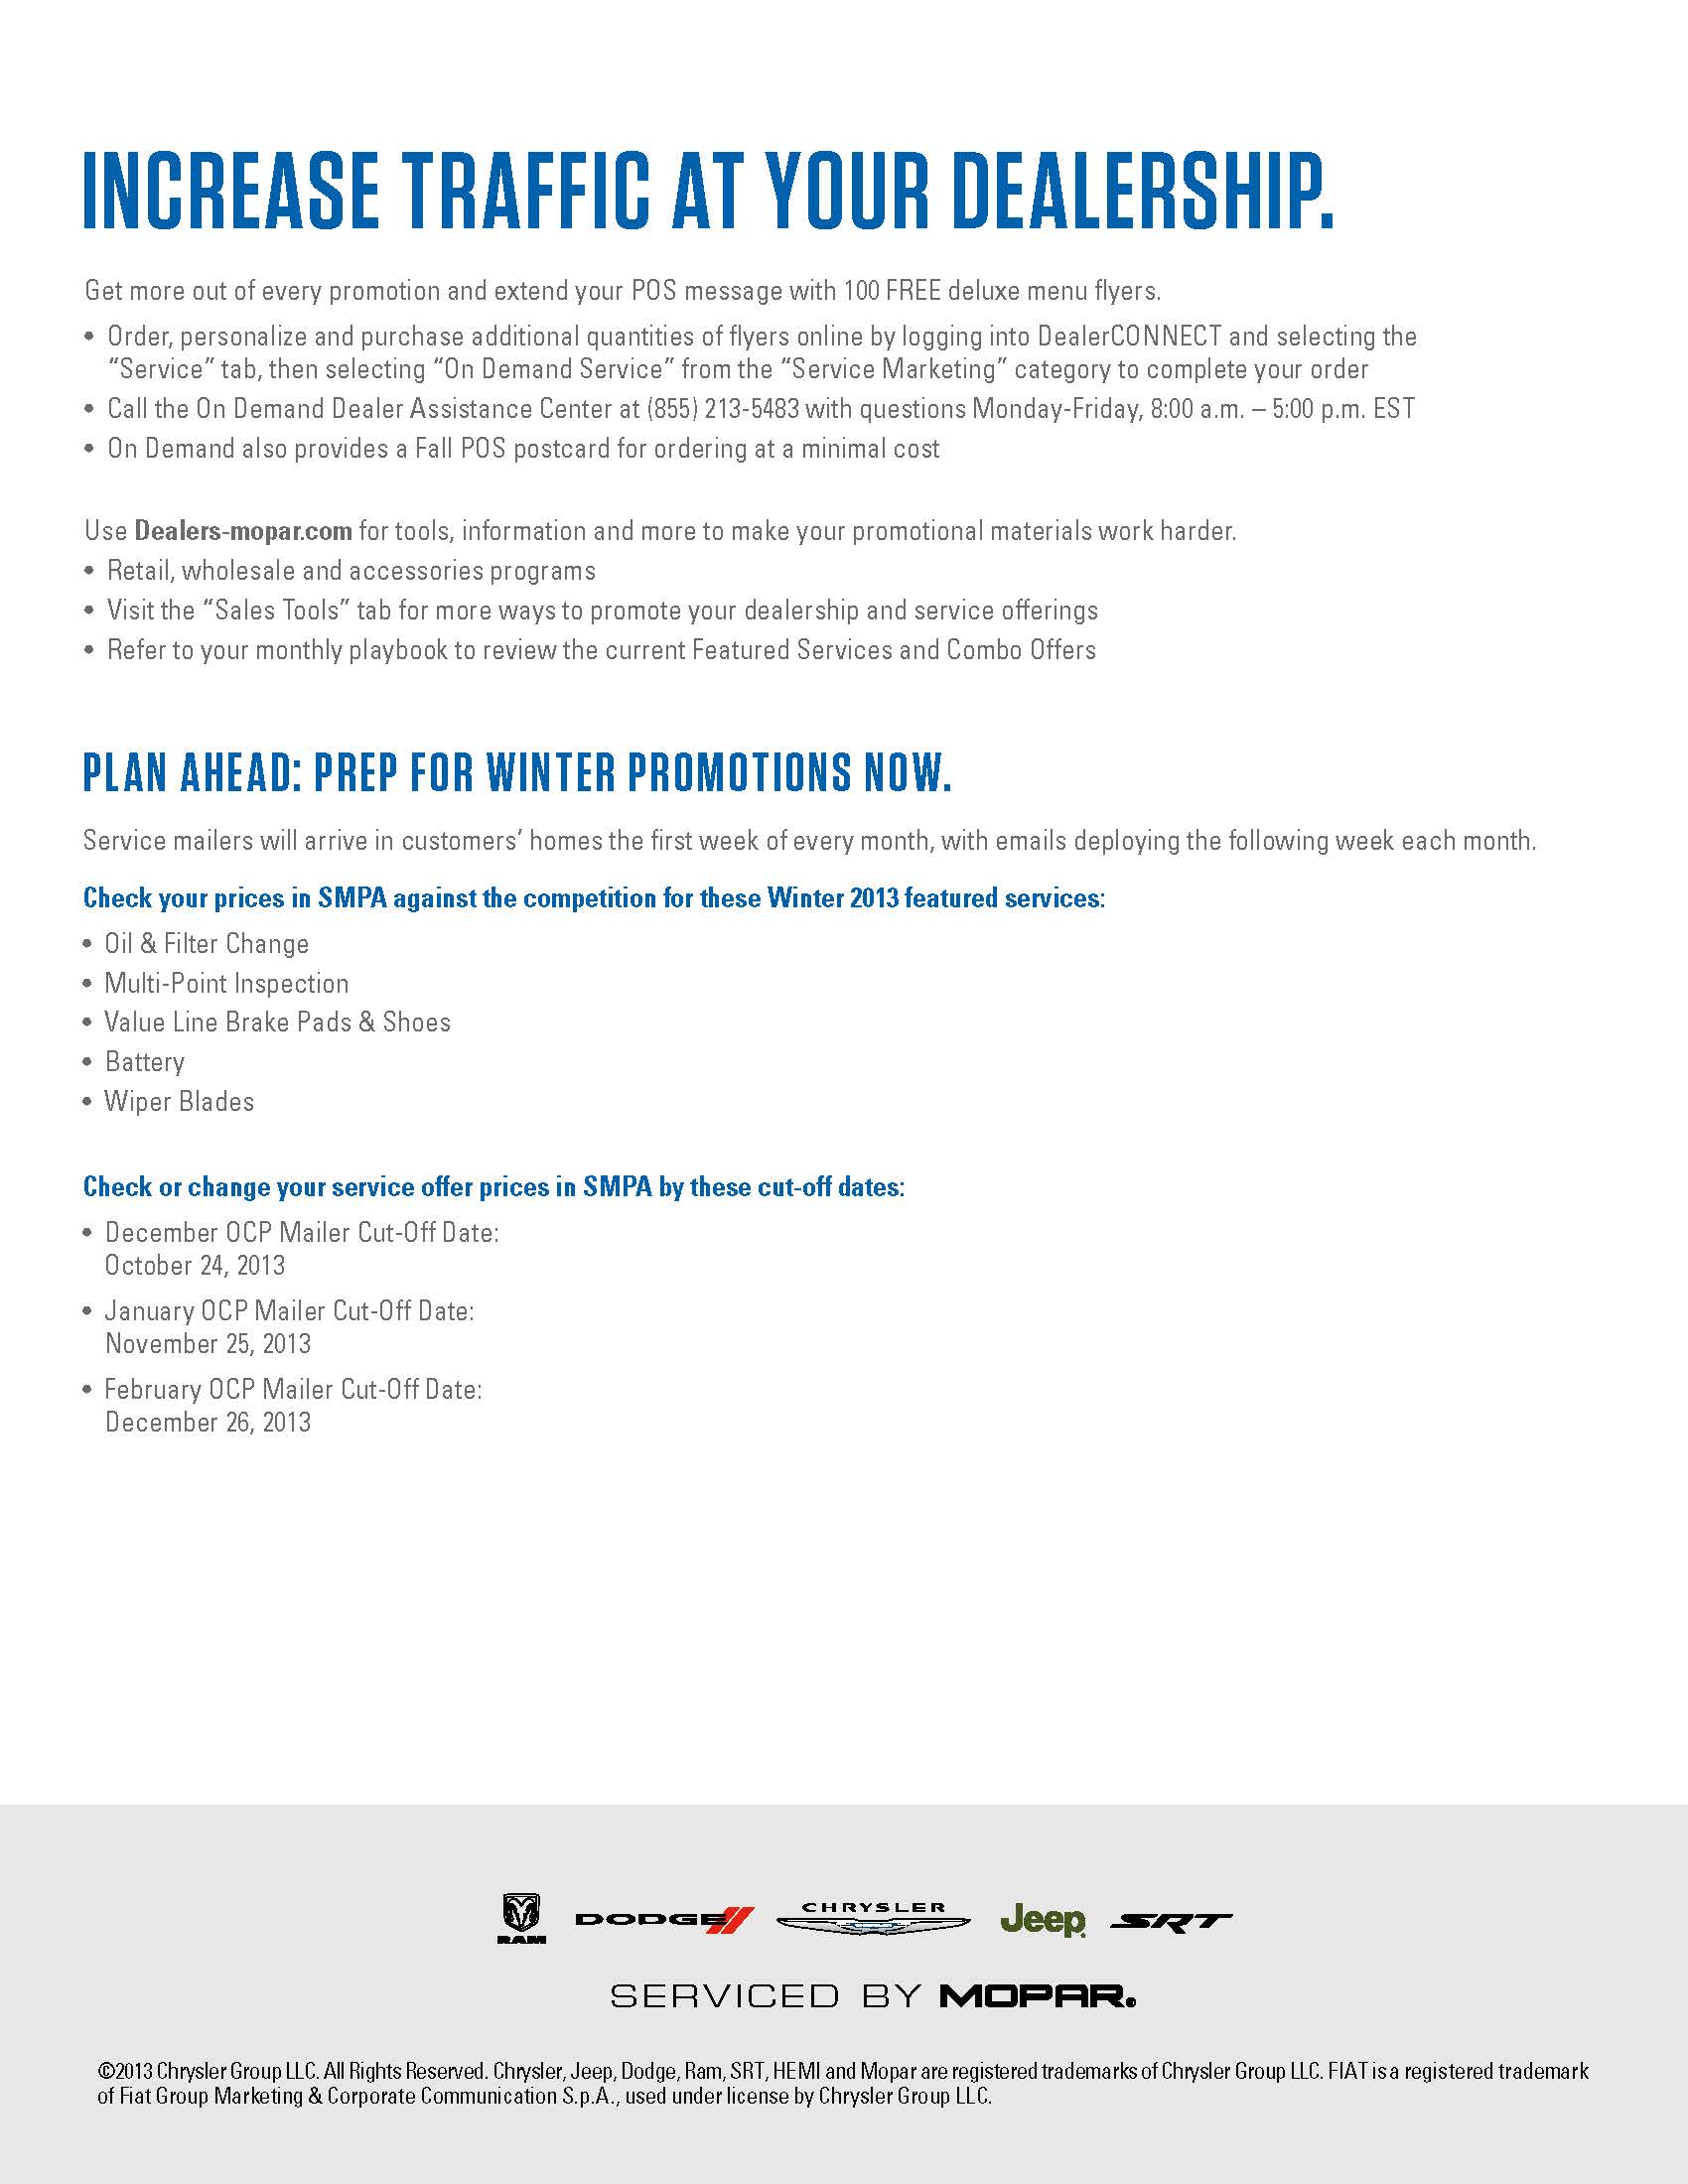 INCREASE TRAFFIC AT YOUR DEALERSHIP.
Get more out of every promotion and extend your POS message with 100 FREE deluxe menu flyers.
• Order, personalize and purchase additional quantities of flyers online by logging into DealerCONNECT and selecting the
“Service” tab, then selecting “On Demand Service” from the “Service Marketing” category to complete your order
• Call the On Demand Dealer Assistance Center at (855) 213-5483 with questions Monday-Friday, 8:00 a.m. – 5:00 p.m. EST
• On Demand also provides a Fall POS postcard for ordering at a minimal cost
Use Dealers-mopar.com for tools, information and more to make your promotional materials work harder.
• Retail, wholesale and accessories programs
• Visit the “Sales Tools” tab for more ways to promote your dealership and service offerings
• Refer to your monthly playbook to review the current Featured Services and Combo Offers
PLAN AHEAD: PREP FOR WINTER PROMOTIONS NOW.
Service mailers will arrive in customers’ homes the first week of every month, with emails deploying the following week each month.
Check your prices in SMPA against the competition for these Winter 2013 featured services:
• Oil & Filter Change
• Multi-Point Inspection
• Value Line Brake Pads & Shoes
• Battery
• Wiper Blades
Check or change your service offer prices in SMPA by these cut-off dates:
• December OCP Mailer Cut-Off Date:
October 24, 2013
• January OCP Mailer Cut-Off Date:
November 25, 2013
• February OCP Mailer Cut-Off Date:
December 26, 2013
RAM DODGE CHRYSLER Jeep SRT
SERVICED BY MOPAR.
©2013 Chrysler Group LLC. All Rights Reserved. Chrysler, Jeep, Dodge, Ram, SRT, HEMI and Mopar are registered trademarks of Chrysler Group LLC. FIAT is a registered trademark
of Fiat Group Marketing & Corporate Communication S.p.A., used under license by Chrysler Group LLC.